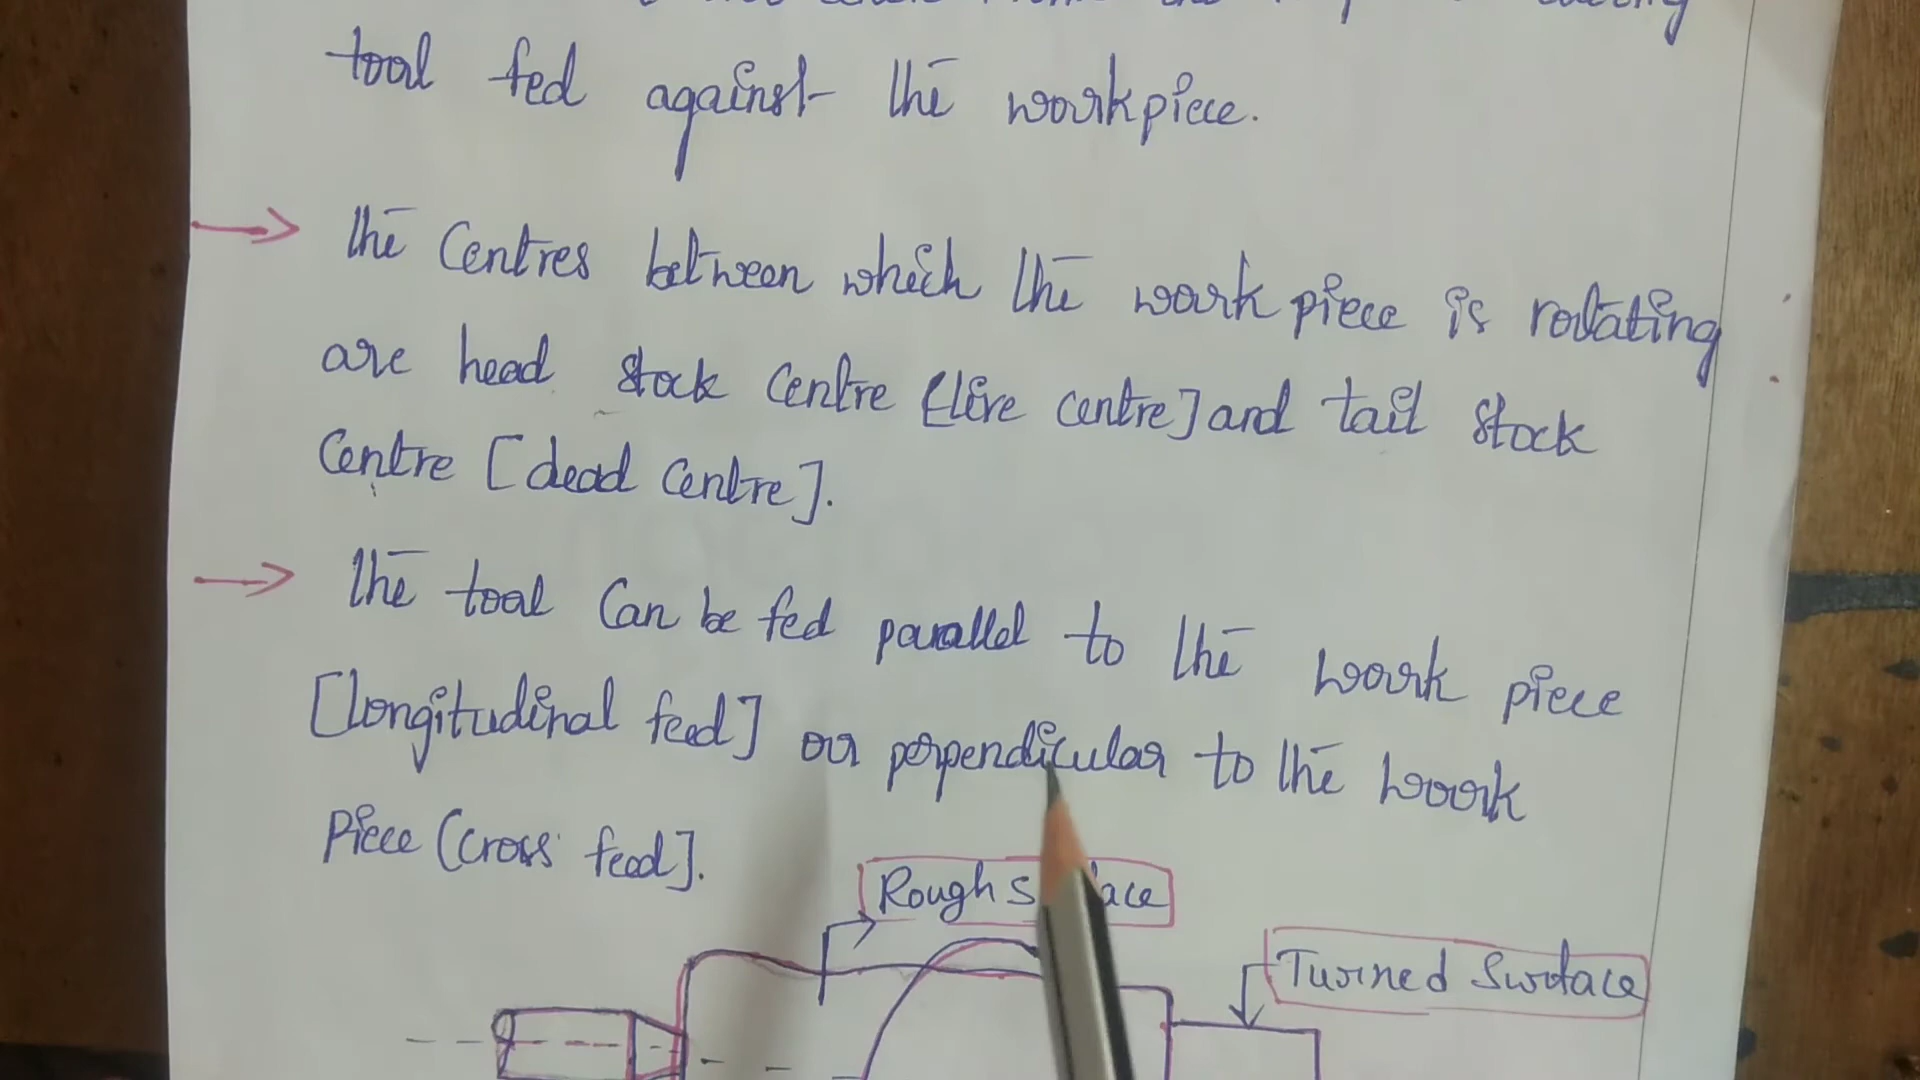 tool fed against the workpiece.
→ The Centres between which the work piece is rotating
are head stock Centre [live centre] and tail stock
Centre [dead Centre].
→ The tool Can be fed parallel to the work piece
[longitudinal feed] or perpendicular to the work
Piece (cross feed].
Rough S ace
Turned Surface